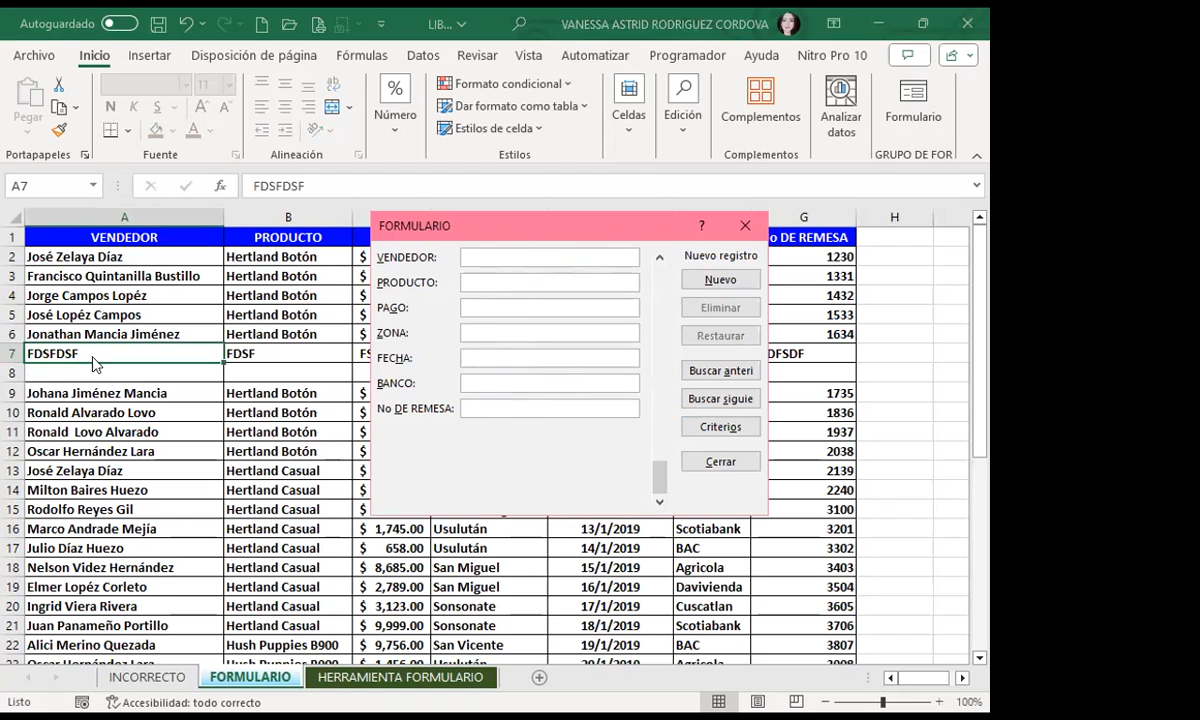 Autoguardado
LIB...
VANESSA ASTRID RODRIGUEZ CORDOVA
Archivo Inicio Insertar Disposición de página Fórmulas Datos Revisar Vista Automatizar Programador Ayuda Nitro Pro 10
Pegar
11
N K S
%
Número
Formato condicional
Dar formato como tabla
Estilos de celda
Celdas
Edición
Complementos
Analizar
datos
Formulario
Portapapeles Fuente Alineación Estilos Complementos GRUPO DE FOR
A7 fx FDSFDSF
A B G H
1 VENDEDOR PRODUCTO o DE REMESA
2 José Zelaya Díaz Hertland Botón $ 1230
3 Francisco Quintanilla Bustillo Hertland Botón $ 1331
4 Jorge Campos Lopéz Hertland Botón $ 1432
5 José Lopéz Campos Hertland Botón $ 1533
6 Jonathan Mancia Jiménez Hertland Botón $ 1634
7 FDSFDSF FDSF
8
9 Johana Jiménez Mancia Hertland Botón $ 1735
10 Ronald Alvarado Lovo Hertland Botón $ 1836
11 Ronald Lovo Alvarado Hertland Botón $ 1937
12 Oscar Hernández Lara Hertland Botón $ 2038
13 José Zelaya Díaz Hertland Casual $ 2139
14 Milton Baires Huezo Hertland Casual $ 2240
15 Rodolfo Reyes Gil Hertland Casual $ 3100
16 Marco Andrade Mejía Hertland Casual $ 1,745.00 Usulután 13/1/2019 Scotiabank 3201
17 Julio Díaz Huezo Hertland Casual $ 658.00 Usulután 14/1/2019 BAC 3302
18 Nelson Videz Hernández Hertland Casual $ 8,685.00 San Miguel 15/1/2019 Agricola 3403
19 Elmer Lopéz Corleto Hertland Casual $ 2,789.00 San Miguel 16/1/2019 Davivienda 3504
20 Ingrid Viera Rivera Hertland Casual $ 3,123.00 Sonsonate 17/1/2019 Cuscatlan 3605
21 Juan Panameño Portillo Hertland Casual $ 9,999.00 Sonsonate 18/1/2019 Scotiabank 3706
22 Alici Merino Quezada Hush Puppies B900 $ 9,756.00 San Vicente 19/1/2019 BAC 3807
FORMULARIO ?
VENDEDOR:
PRODUCTO:
PAGO:
ZONA:
FECHA:
BANCO:
No DE REMESA:
Nuevo registro
Nuevo
Eliminar
Restaurar
Buscar anteri
Buscar siguie
Criterios
Cerrar
INCORRECTO FORMULARIO HERRAMIENTA FORMULARIO
Listo Accesibilidad: todo correcto 100%